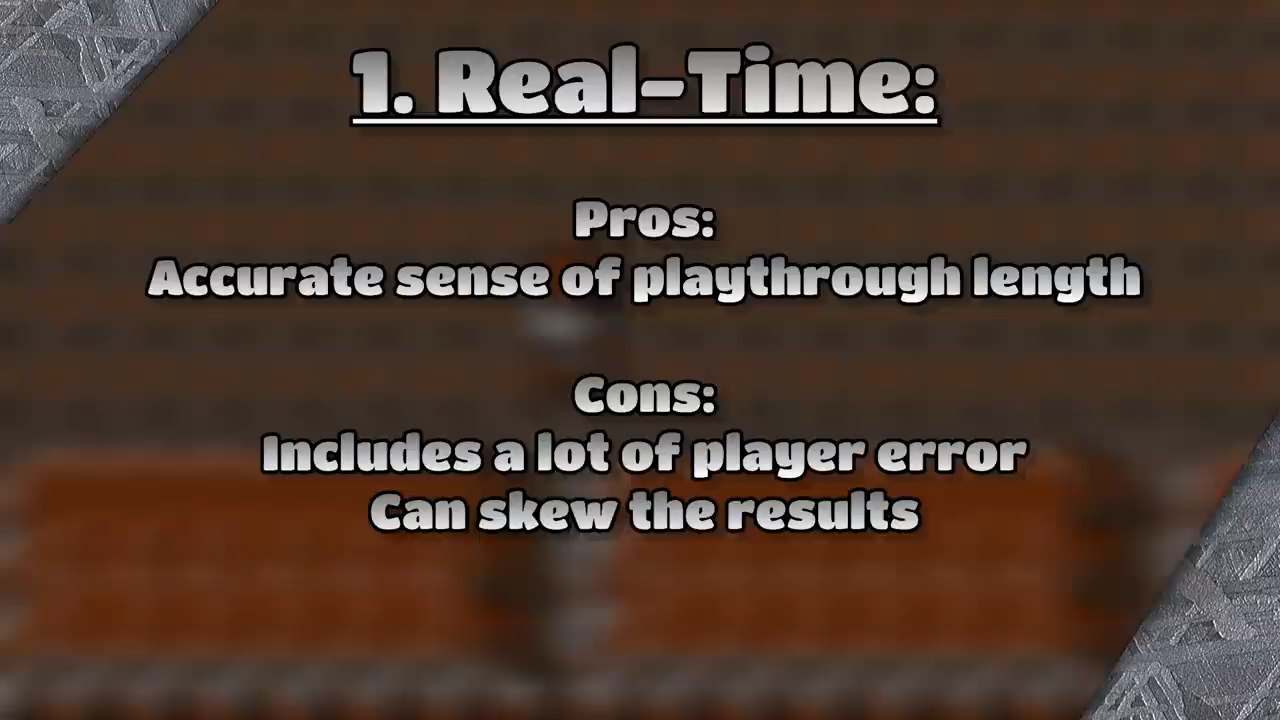 1. Real-Time:
Pros:
Accurate sense of playthrough length
Cons:
Includes a lot of player error
Can skew the results